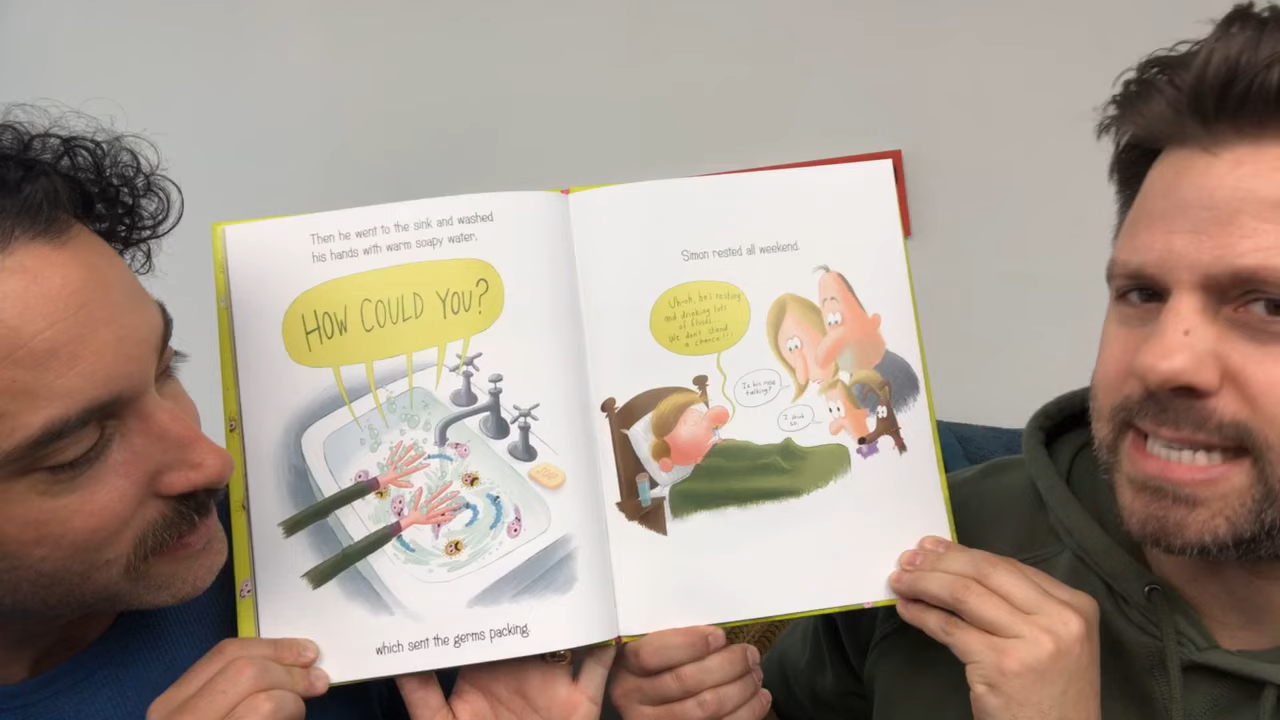 Then he went to the sink and washed
his hands with warm soapy water,
HOW COULD YOU?
which sent the germs packing.
Simon rested all weekend.
Uh-oh, he's resting
and drinking lots
of fluids...
We don't stand
a chance!!!
Is his nose
talking?
I think
so.